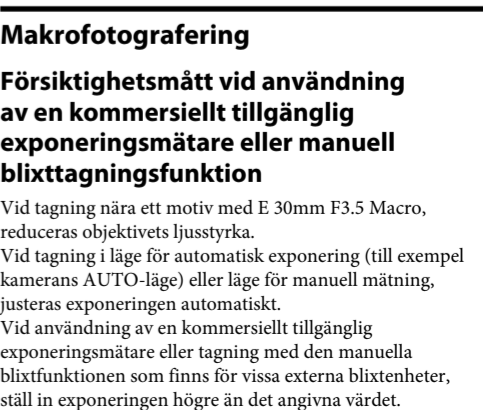 Makrofotografering
Försiktighetsmått vid användning
av en kommersiellt tillgänglig
exponeringsmätare eller manuell
blixttagningsfunktion
Vid tagning nära ett motiv med E 30mm F3.5 Macro,
reduceras objektivets ljusstyrka.
Vid tagning i läge för automatisk exponering (till exempel
kamerans AUTO-läge) eller läge för manuell mätning,
justeras exponeringen automatiskt.
Vid användning av en kommersiellt tillgänglig
exponeringsmätare eller tagning med den manuella
blixtfunktionen som finns för vissa externa blixtenheter,
ställ in exponeringen högre än det angivna värdet.